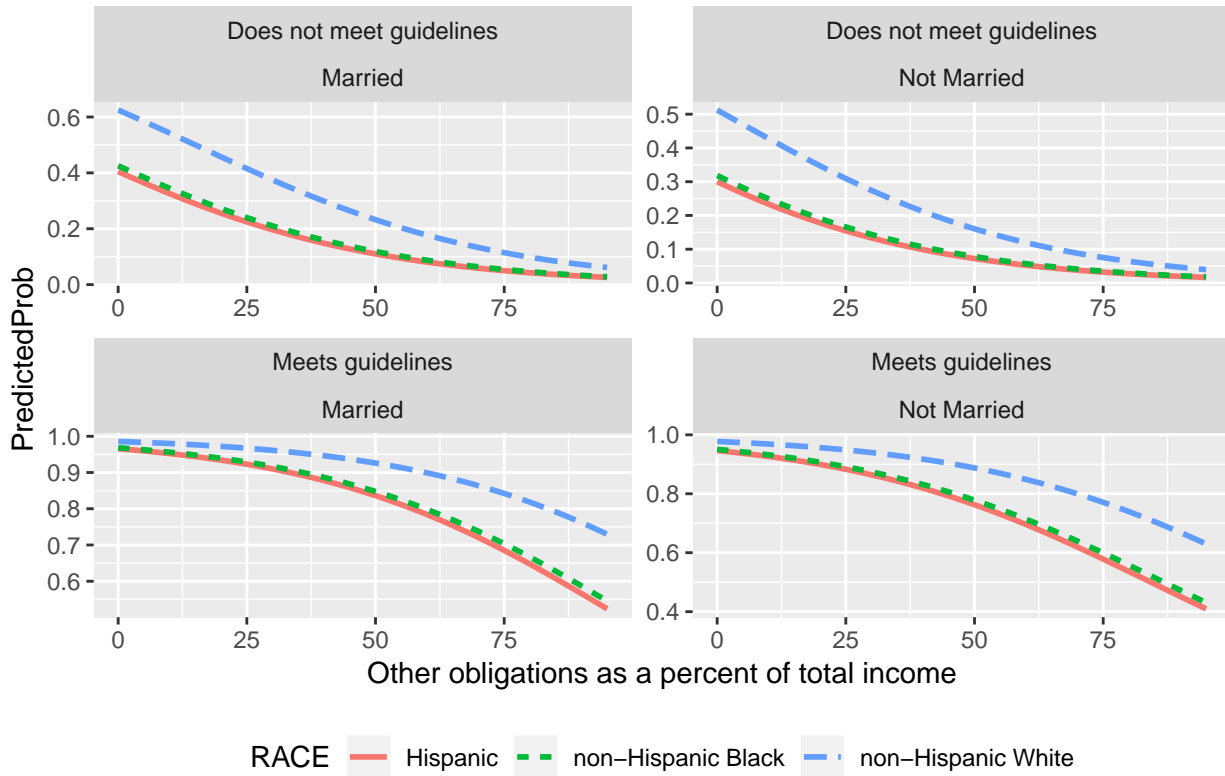 Does not meet guidelines
Married
0.6
0.4
0.2
0.0
0 25 50 75
Does not meet guidelines
Not Married
0.5
0.4
0.3
0.2
0.1
0.0
0 25 50 75
Meets guidelines
Married
1.0
0.9
0.8
0.7
0.6
0 25 50 75
Meets guidelines
Not Married
1.0
0.8
0.6
0.4
0 25 50 75
PredictedProb
Other obligations as a percent of total income
RACE Hispanic non−Hispanic Black non−Hispanic White